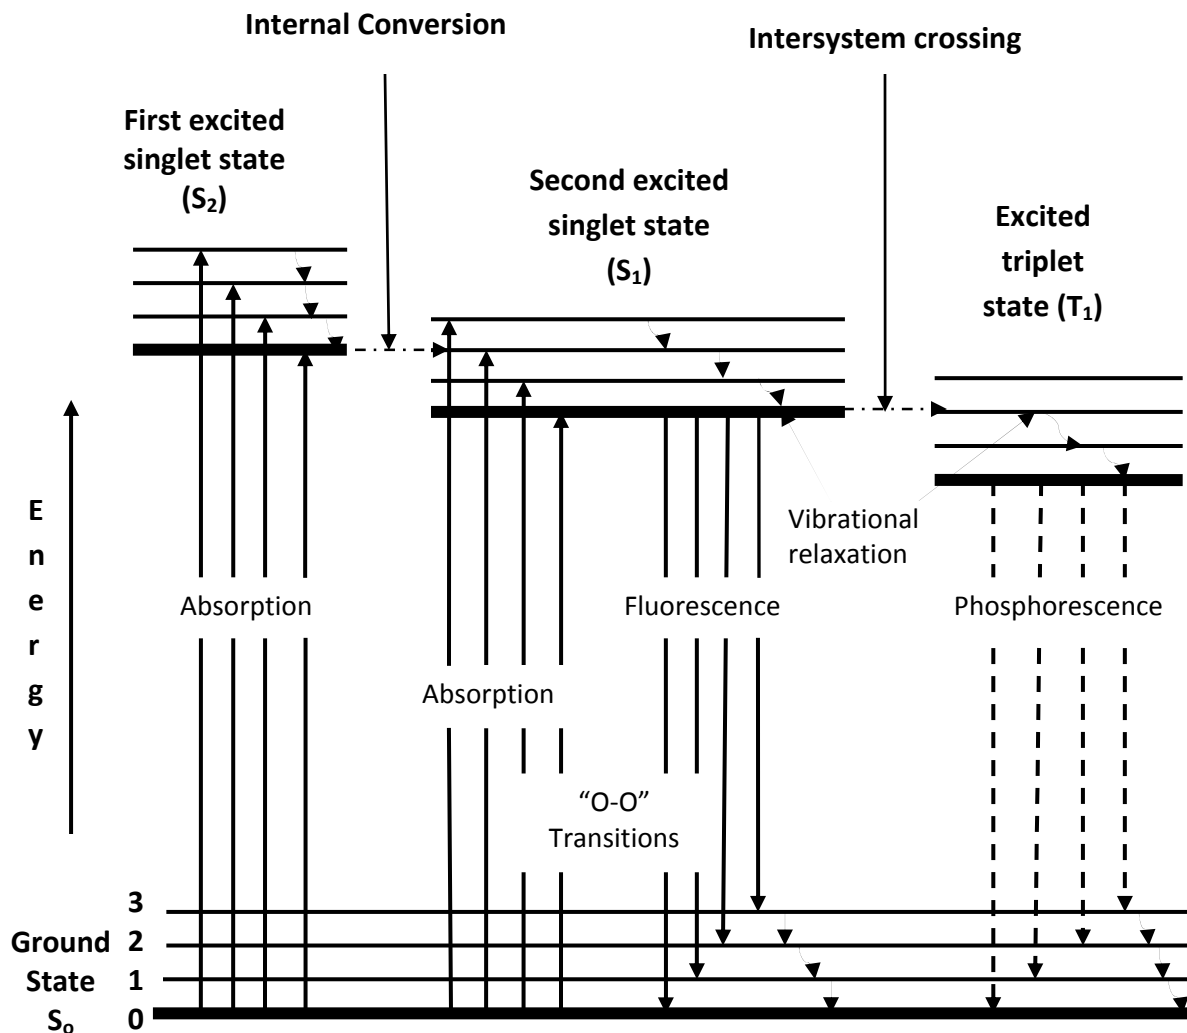 Internal Conversion
Intersystem crossing
First excited
singlet state
(S₂)
Second excited
singlet state
(S₁)
Excited
triplet
state (T₁)
E
n
e
r
g
y
Vibrational
relaxation
Absorption
Fluorescence
Phosphorescence
Absorption
“O-O”
Transitions
3
2
1
0
Ground
State
Sₒ